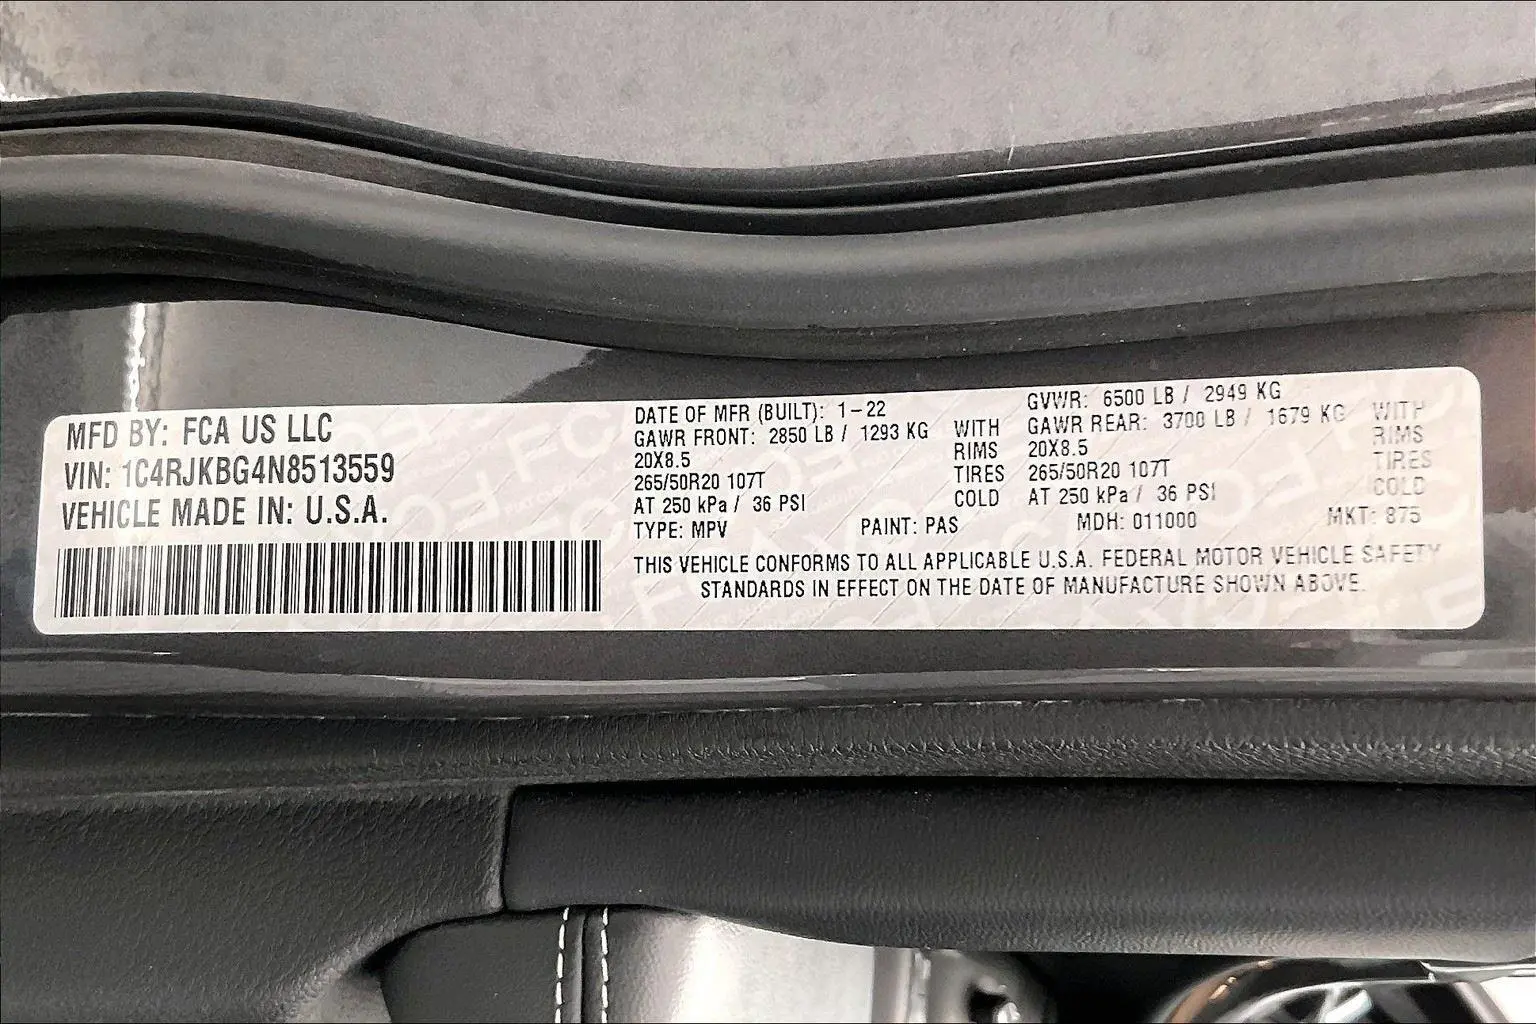 MFD BY: FCA US LLC
VIN: 1C4RJKBG4N8513559
VEHICLE MADE IN: U.S.A.
DATE OF MFR (BUILT): 1-22
GAWR FRONT: 2850 LB / 1293 KG WITH
20X8.5 RIMS
265/50R20 107T TIRES
AT 250 kPa / 36 PSI COLD
GVWR: 6500 LB / 2949 KG
GAWR REAR: 3700 LB / 1679 KG WITH
20X8.5 RIMS
265/50R20 107T TIRES
AT 250 kPa / 36 PSI COLD
TYPE: MPV PAINT: PAS MDH: 011000 MKT: 875
THIS VEHICLE CONFORMS TO ALL APPLICABLE U.S.A. FEDERAL MOTOR VEHICLE SAFETY
STANDARDS IN EFFECT ON THE DATE OF MANUFACTURE SHOWN ABOVE.